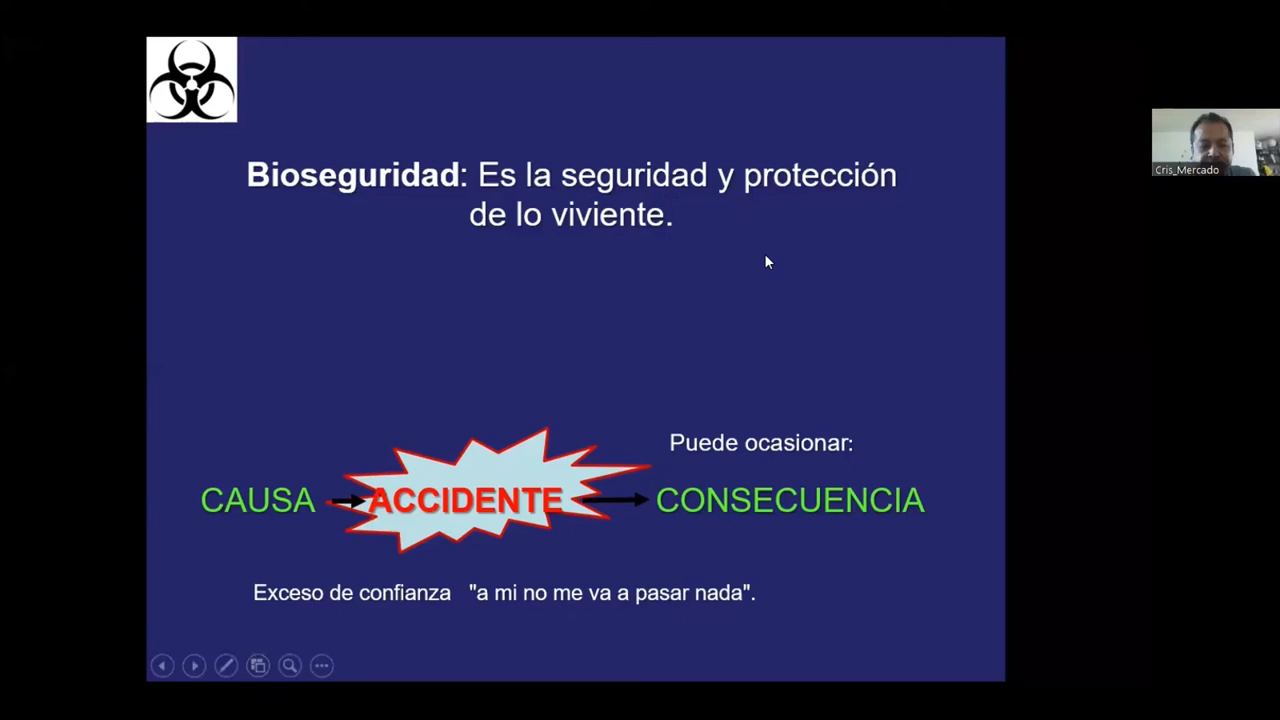 Bioseguridad: Es la seguridad y protección
de lo viviente.
Cris_Mercado
Puede ocasionar:
CAUSA ACCIDENTE CONSECUENCIA
Exceso de confianza "a mi no me va a pasar nada".